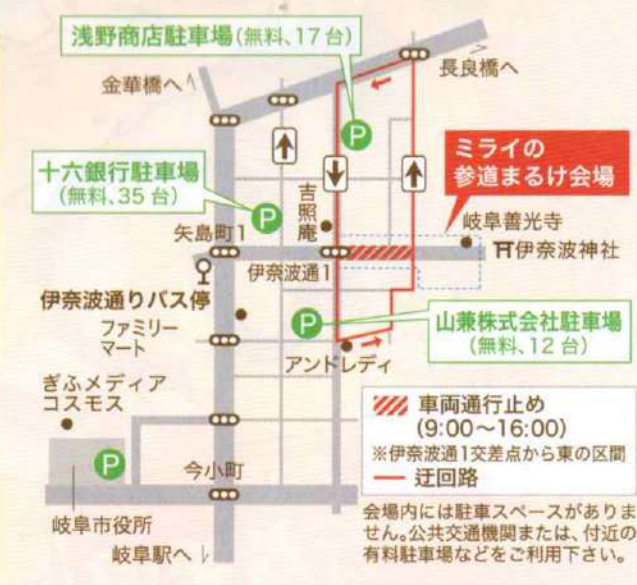 浅野商店駐車場(無料、17台)
金華橋へ
長良橋へ
P
ミライの
参道まるけ会場
十六銀行駐車場
(無料、35台)
P
吉照庵
岐阜善光寺
矢島町1
伊奈波神社
伊奈波通1
伊奈波通りバス停
P
山兼株式会社駐車場
(無料、12台)
ファミリー
マート
アンドレディ
ぎふメディア
コスモス
車両通行止め
(9:00〜16:00)
※伊奈波通1交差点から東の区間
迂回路
P
今小町
岐阜市役所
岐阜駅へ
会場内には駐車スペースがありま
せん。公共交通機関または、付近の
有料駐車場などをご利用下さい。